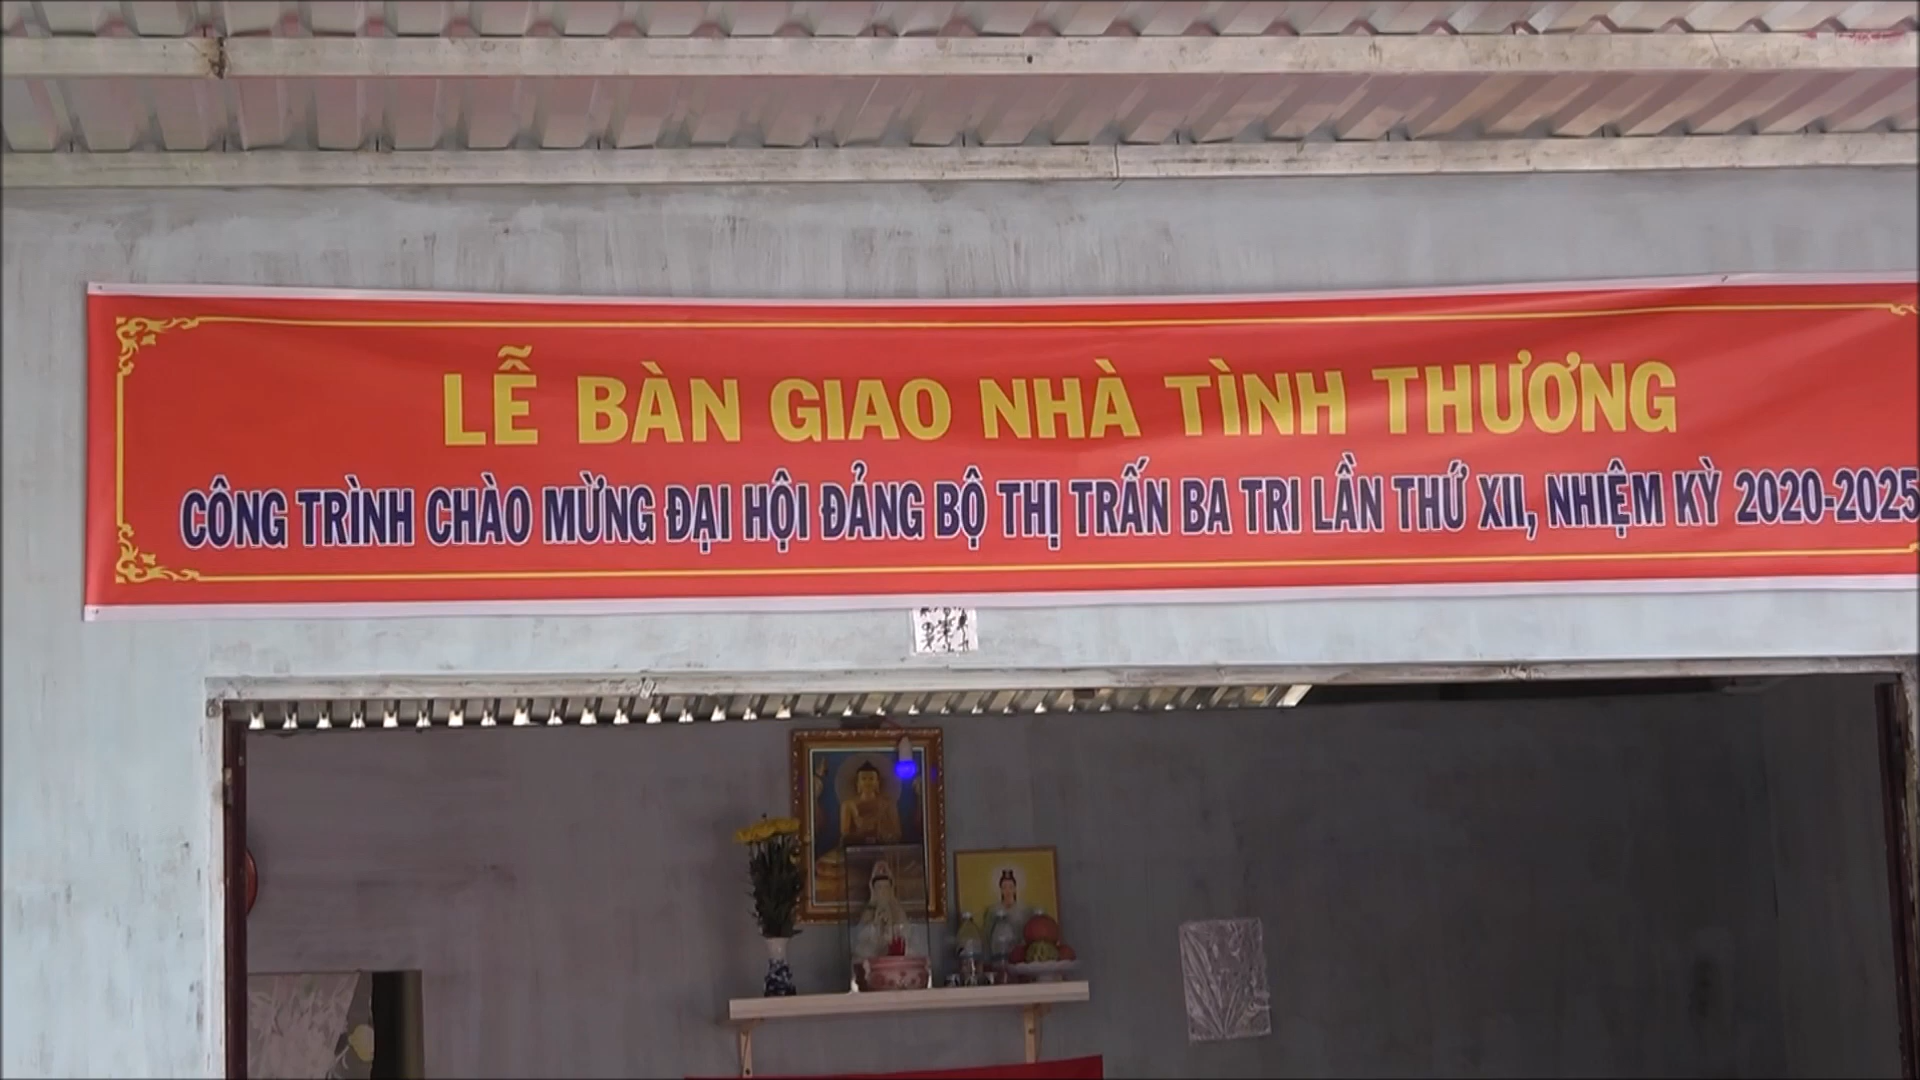 LỄ BÀN GIAO NHÀ TÌNH THƯƠNG
CÔNG TRÌNH CHÀO MỪNG ĐẠI HỘI ĐẢNG BỘ THỊ TRẤN BA TRI LẦN THỨ XII, NHIỆM KỲ 2020-2025